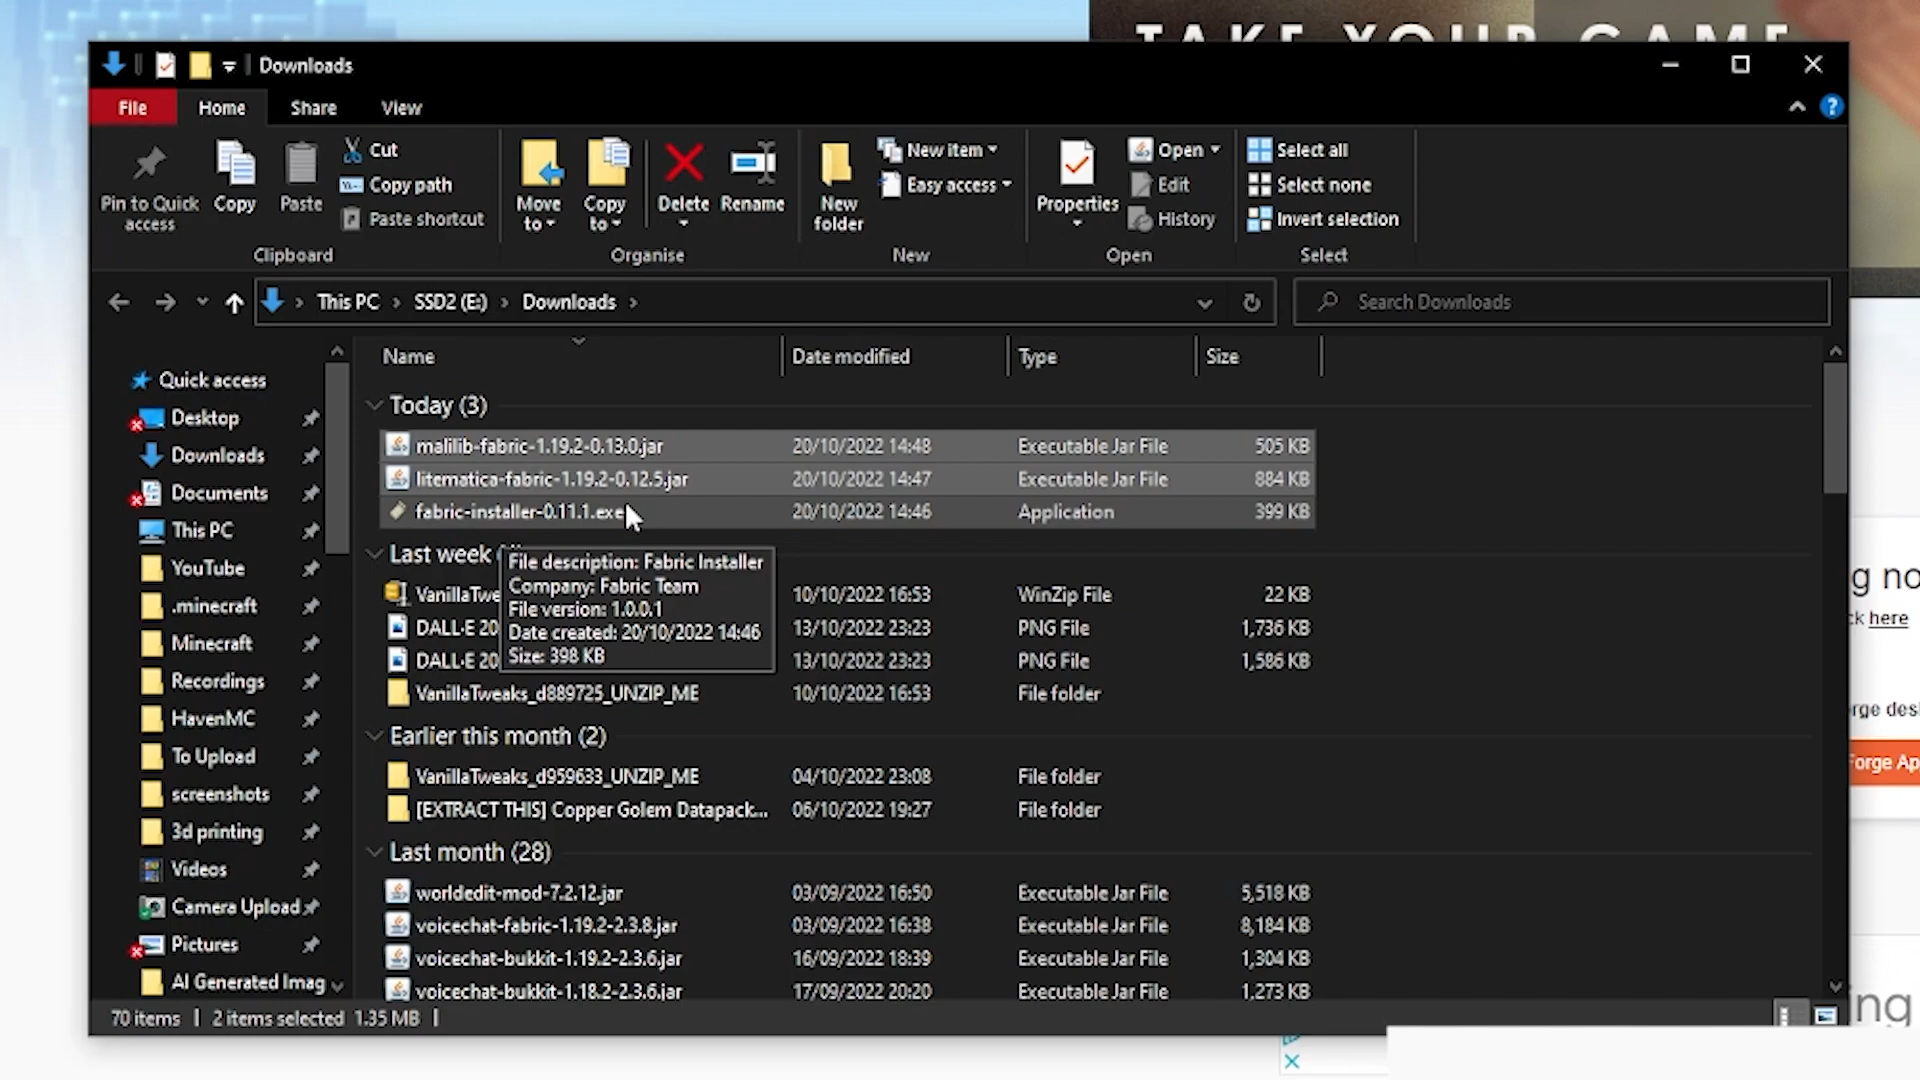 TAKE YOUR GAME
Downloads
File
Home
Share
View
Pin to Quick access
Copy
Paste
Cut
Copy path
Paste shortcut
Clipboard
Move to
Copy to
Delete
Rename
Organise
New folder
New item
Easy access
New
Properties
Open
Edit
History
Open
Select all
Select none
Invert selection
Select
This PC > SSD2 (E:) > Downloads >
Search Downloads
Quick access
Desktop
Downloads
Documents
This PC
YouTube
.minecraft
Minecraft
Recordings
HavenMC
To Upload
screenshots
3d printing
Videos
Camera Upload
Pictures
AI Generated Imag
Name Date modified Type Size
Today (3)
malilib-fabric-1.19.2-0.13.0.jar 20/10/2022 14:48 Executable Jar File 505 KB
litematica-fabric-1.19.2-0.12.5.jar 20/10/2022 14:47 Executable Jar File 884 KB
fabric-installer-0.11.1.exe 20/10/2022 14:46 Application 399 KB
Last week
File description: Fabric Installer
Company: Fabric Team
File version: 1.0.0.1
Date created: 20/10/2022 14:46
Size: 398 KB
VanillaTwe 10/10/2022 16:53 WinZip File 22 KB
DALL·E 20 13/10/2022 23:23 PNG File 1,736 KB
DALL·E 20 13/10/2022 23:23 PNG File 1,586 KB
VanillaTweaks_d889725_UNZIP_ME 10/10/2022 16:53 File folder
Earlier this month (2)
VanillaTweaks_d959633_UNZIP_ME 04/10/2022 23:08 File folder
[EXTRACT THIS] Copper Golem Datapack... 06/10/2022 19:27 File folder
Last month (28)
worldedit-mod-7.2.12.jar 03/09/2022 16:50 Executable Jar File 5,518 KB
voicechat-fabric-1.19.2-2.3.8.jar 03/09/2022 16:38 Executable Jar File 8,184 KB
voicechat-bukkit-1.19.2-2.3.6.jar 16/09/2022 18:39 Executable Jar File 1,304 KB
voicechat-bukkit-1.18.2-2.3.6.jar 17/09/2022 20:20 Executable Jar File 1,273 KB
70 items 2 items selected 1.35 MB
g no
ck here
rge des
Forge Ap
ing